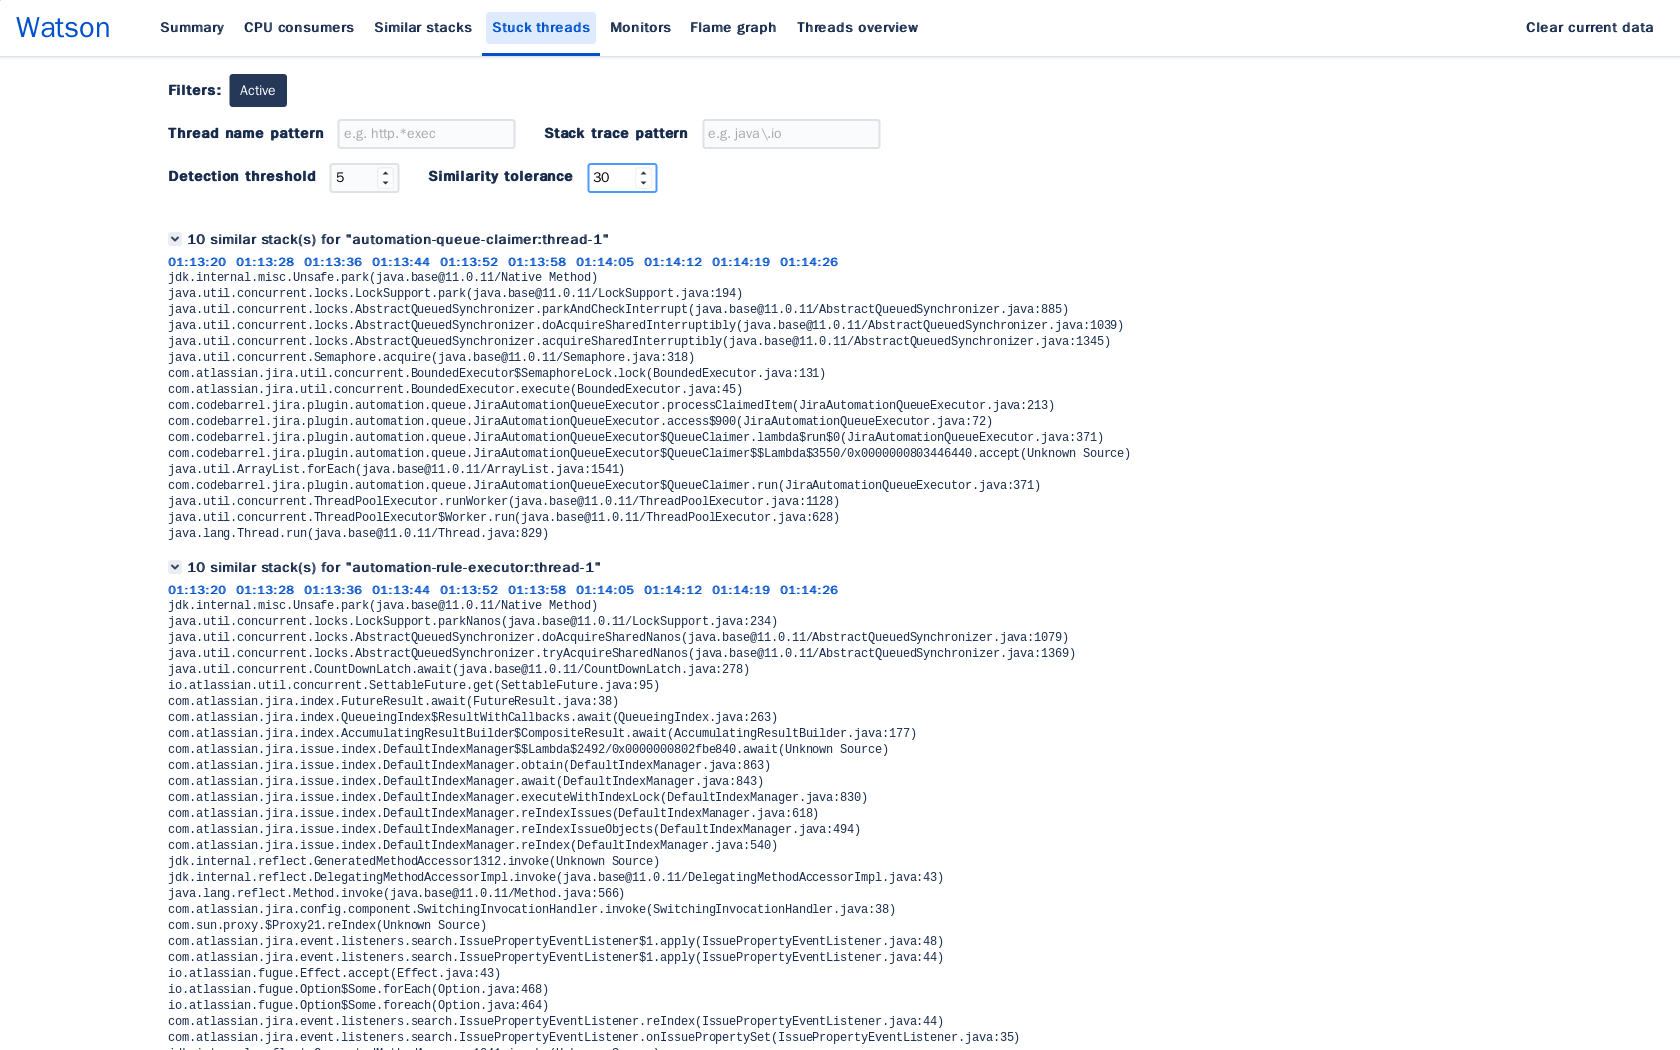 Watson Summary CPU consumers Similar stacks Stuck threads Monitors Flame graph Threads overview Clear current data
Filters: Active
Thread name pattern e.g. http.*exec Stack trace pattern e.g. java\.io
Detection threshold 5 Similarity tolerance 30
10 similar stack(s) for "automation-queue-claimer:thread-1"
01:13:20 01:13:28 01:13:36 01:13:44 01:13:52 01:13:58 01:14:05 01:14:12 01:14:19 01:14:26
jdk.internal.misc.Unsafe.park(java.base@11.0.11/Native Method)
java.util.concurrent.locks.LockSupport.park(java.base@11.0.11/LockSupport.java:194)
java.util.concurrent.locks.AbstractQueuedSynchronizer.parkAndCheckInterrupt(java.base@11.0.11/AbstractQueuedSynchronizer.java:885)
java.util.concurrent.locks.AbstractQueuedSynchronizer.doAcquireSharedInterruptibly(java.base@11.0.11/AbstractQueuedSynchronizer.java:1039)
java.util.concurrent.locks.AbstractQueuedSynchronizer.acquireSharedInterruptibly(java.base@11.0.11/AbstractQueuedSynchronizer.java:1345)
java.util.concurrent.Semaphore.acquire(java.base@11.0.11/Semaphore.java:318)
com.atlassian.jira.util.concurrent.BoundedExecutor$SemaphoreLock.lock(BoundedExecutor.java:131)
com.atlassian.jira.util.concurrent.BoundedExecutor.execute(BoundedExecutor.java:45)
com.codebarrel.jira.plugin.automation.queue.JiraAutomationQueueExecutor.processClaimedItem(JiraAutomationQueueExecutor.java:213)
com.codebarrel.jira.plugin.automation.queue.JiraAutomationQueueExecutor.access$900(JiraAutomationQueueExecutor.java:72)
com.codebarrel.jira.plugin.automation.queue.JiraAutomationQueueExecutor$QueueClaimer.lambda$run$0(JiraAutomationQueueExecutor.java:371)
com.codebarrel.jira.plugin.automation.queue.JiraAutomationQueueExecutor$QueueClaimer$$Lambda$3550/0x0000000803446440.accept(Unknown Source)
java.util.ArrayList.forEach(java.base@11.0.11/ArrayList.java:1541)
com.codebarrel.jira.plugin.automation.queue.JiraAutomationQueueExecutor$QueueClaimer.run(JiraAutomationQueueExecutor.java:371)
java.util.concurrent.ThreadPoolExecutor.runWorker(java.base@11.0.11/ThreadPoolExecutor.java:1128)
java.util.concurrent.ThreadPoolExecutor$Worker.run(java.base@11.0.11/ThreadPoolExecutor.java:628)
java.lang.Thread.run(java.base@11.0.11/Thread.java:829)
10 similar stack(s) for "automation-rule-executor:thread-1"
01:13:20 01:13:28 01:13:36 01:13:44 01:13:52 01:13:58 01:14:05 01:14:12 01:14:19 01:14:26
jdk.internal.misc.Unsafe.park(java.base@11.0.11/Native Method)
java.util.concurrent.locks.LockSupport.parkNanos(java.base@11.0.11/LockSupport.java:234)
java.util.concurrent.locks.AbstractQueuedSynchronizer.doAcquireSharedNanos(java.base@11.0.11/AbstractQueuedSynchronizer.java:1079)
java.util.concurrent.locks.AbstractQueuedSynchronizer.tryAcquireSharedNanos(java.base@11.0.11/AbstractQueuedSynchronizer.java:1369)
java.util.concurrent.CountDownLatch.await(java.base@11.0.11/CountDownLatch.java:278)
io.atlassian.util.concurrent.SettableFuture.get(SettableFuture.java:95)
com.atlassian.jira.index.FutureResult.await(FutureResult.java:38)
com.atlassian.jira.index.QueueingIndex$ResultWithCallbacks.await(QueueingIndex.java:263)
com.atlassian.jira.index.AccumulatingResultBuilder$CompositeResult.await(AccumulatingResultBuilder.java:177)
com.atlassian.jira.issue.index.DefaultIndexManager$$Lambda$2492/0x0000000802fbe840.await(Unknown Source)
com.atlassian.jira.issue.index.DefaultIndexManager.obtain(DefaultIndexManager.java:863)
com.atlassian.jira.issue.index.DefaultIndexManager.await(DefaultIndexManager.java:843)
com.atlassian.jira.issue.index.DefaultIndexManager.executeWithIndexLock(DefaultIndexManager.java:830)
com.atlassian.jira.issue.index.DefaultIndexManager.reIndexIssues(DefaultIndexManager.java:618)
com.atlassian.jira.issue.index.DefaultIndexManager.reIndexIssueObjects(DefaultIndexManager.java:494)
com.atlassian.jira.issue.index.DefaultIndexManager.reIndex(DefaultIndexManager.java:540)
jdk.internal.reflect.GeneratedMethodAccessor1312.invoke(Unknown Source)
jdk.internal.reflect.DelegatingMethodAccessorImpl.invoke(java.base@11.0.11/DelegatingMethodAccessorImpl.java:43)
java.lang.reflect.Method.invoke(java.base@11.0.11/Method.java:566)
com.atlassian.jira.config.component.SwitchingInvocationHandler.invoke(SwitchingInvocationHandler.java:38)
com.sun.proxy.$Proxy21.reIndex(Unknown Source)
com.atlassian.jira.event.listeners.search.IssuePropertyEventListener$1.apply(IssuePropertyEventListener.java:48)
com.atlassian.jira.event.listeners.search.IssuePropertyEventListener$1.apply(IssuePropertyEventListener.java:44)
io.atlassian.fugue.Effect.accept(Effect.java:43)
io.atlassian.fugue.Option$Some.forEach(Option.java:468)
io.atlassian.fugue.Option$Some.foreach(Option.java:464)
com.atlassian.jira.event.listeners.search.IssuePropertyEventListener.reIndex(IssuePropertyEventListener.java:44)
com.atlassian.jira.event.listeners.search.IssuePropertyEventListener.onIssuePropertySet(IssuePropertyEventListener.java:35)